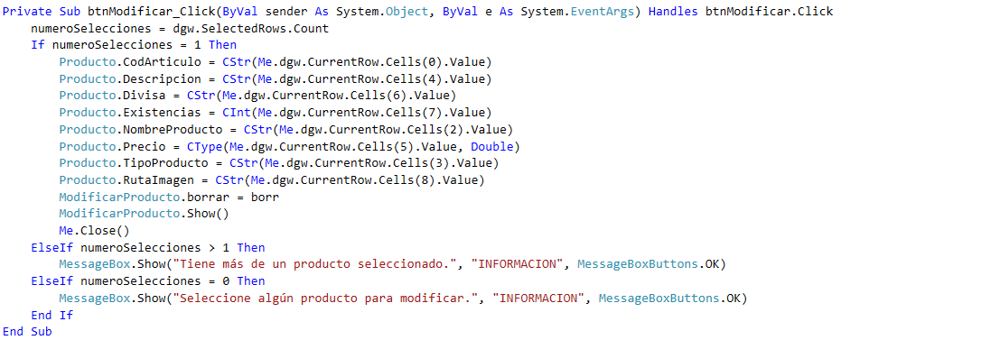 Private Sub btnModificar_Click(ByVal sender As System.Object, ByVal e As System.EventArgs) Handles btnModificar.Click
    numeroSelecciones = dgw.SelectedRows.Count
    If numeroSelecciones = 1 Then
        Producto.CodArticulo = CStr(Me.dgw.CurrentRow.Cells(0).Value)
        Producto.Descripcion = CStr(Me.dgw.CurrentRow.Cells(4).Value)
        Producto.Divisa = CStr(Me.dgw.CurrentRow.Cells(6).Value)
        Producto.Existencias = CInt(Me.dgw.CurrentRow.Cells(7).Value)
        Producto.NombreProducto = CStr(Me.dgw.CurrentRow.Cells(2).Value)
        Producto.Precio = CType(Me.dgw.CurrentRow.Cells(5).Value, Double)
        Producto.TipoProducto = CStr(Me.dgw.CurrentRow.Cells(3).Value)
        Producto.RutaImagen = CStr(Me.dgw.CurrentRow.Cells(8).Value)
        ModificarProducto.borrar = borr
        ModificarProducto.Show()
        Me.Close()
    ElseIf numeroSelecciones > 1 Then
        MessageBox.Show("Tiene más de un producto seleccionado.", "INFORMACION", MessageBoxButtons.OK)
    ElseIf numeroSelecciones = 0 Then
        MessageBox.Show("Seleccione algún producto para modificar.", "INFORMACION", MessageBoxButtons.OK)
    End If
End Sub